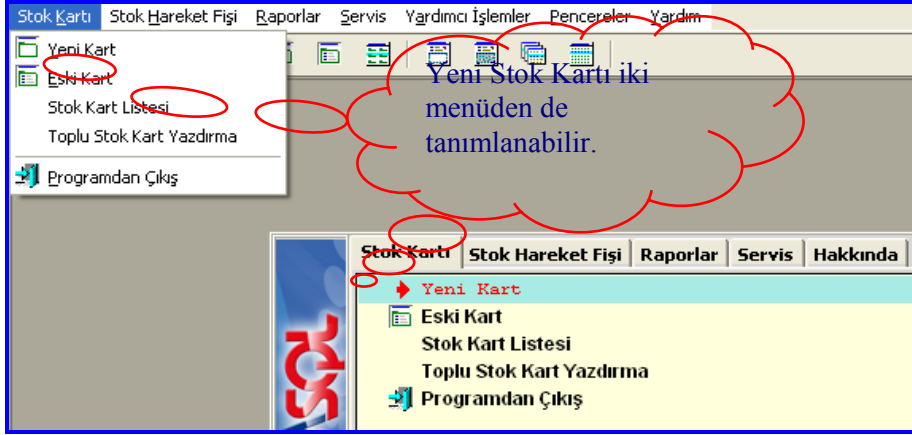 Stok Kartı Stok Hareket Fişi Raporlar Servis Yardımcı İşlemler Pencereler Yardım
Yeni Kart
Eski Kart
Stok Kart Listesi
Toplu Stok Kart Yazdırma
Programdan Çıkış
Yeni Stok Kartı iki
menüden de
tanımlanabilir.
Stok Kartı Stok Hareket Fişi Raporlar Servis Hakkında
Yeni Kart
Eski Kart
Stok Kart Listesi
Toplu Stok Kart Yazdırma
Programdan Çıkış
SQL